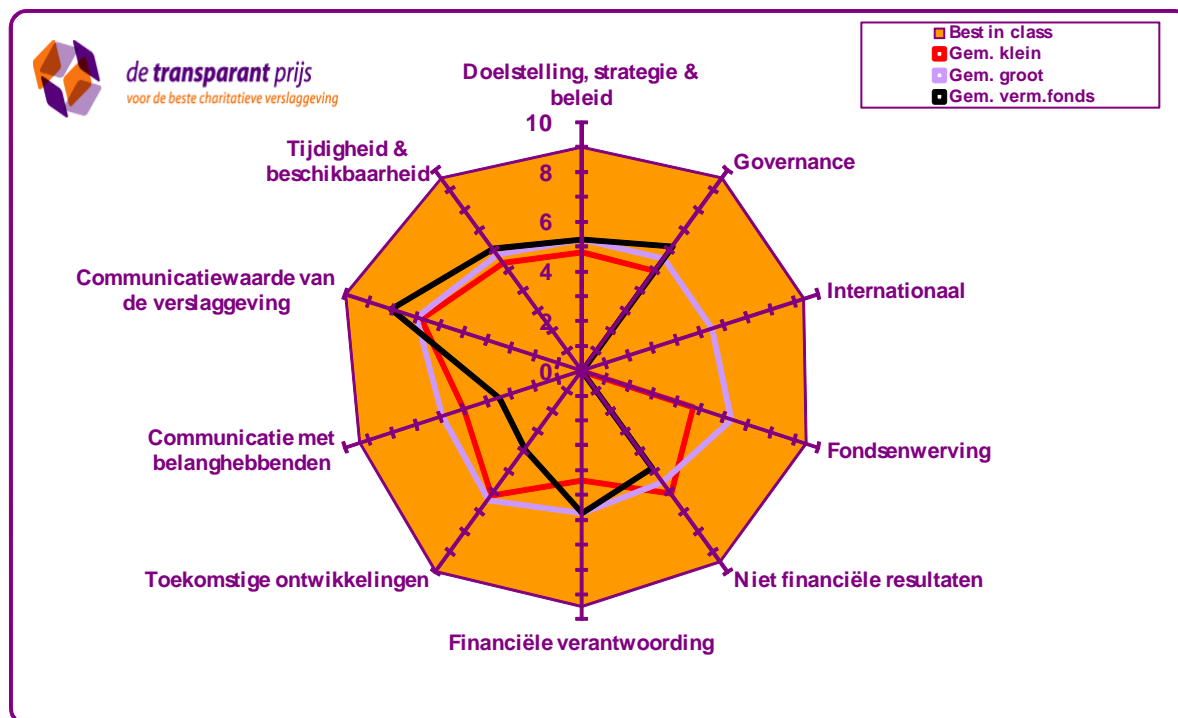 de transparant prijs
voor de beste charitatieve verslaggeving
Best in class
Gem. klein
Gem. groot
Gem. verm.fonds
Doelstelling, strategie &
beleid
Governance
Internationaal
Fondsenwerving
Niet financiële resultaten
Financiële verantwoording
Toekomstige ontwikkelingen
Communicatie met
belanghebbenden
Communicatiewaarde van
de verslaggeving
Tijdigheid &
beschikbaarheid
10
8
6
4
2
0